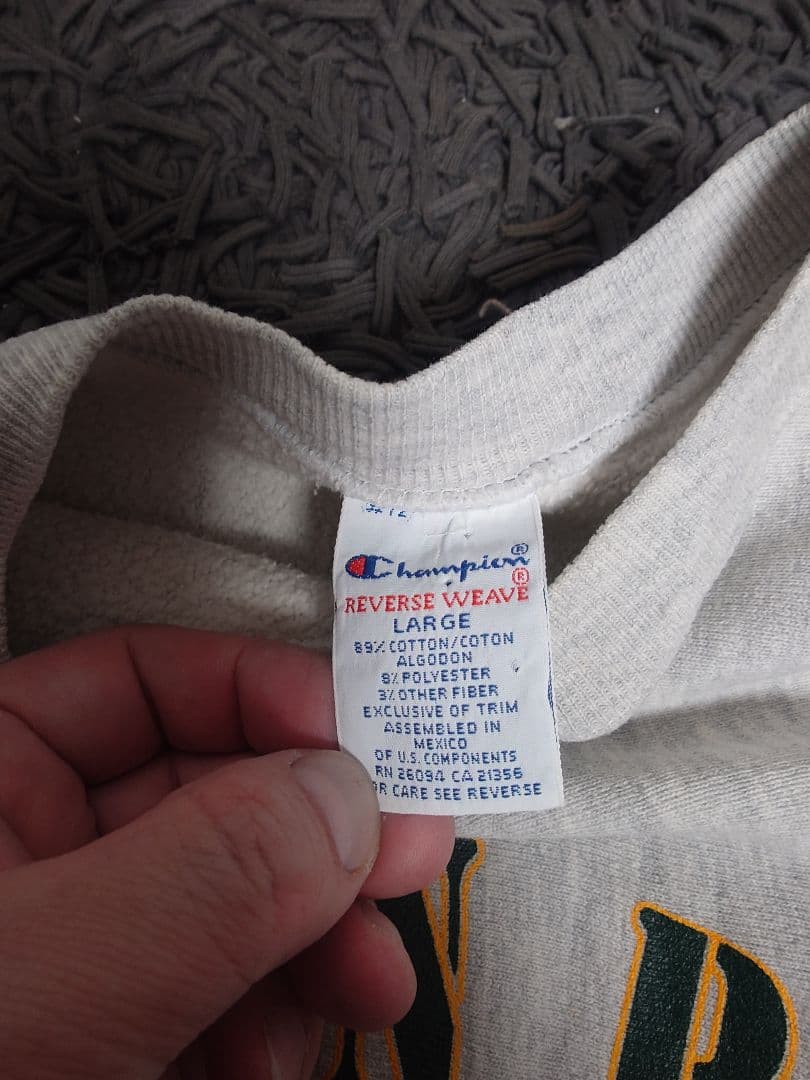 Champion®
REVERSE WEAVE®
LARGE
89% COTTON/COTON
ALGODON
8% POLYESTER
3% OTHER FIBER
EXCLUSIVE OF TRIM
ASSEMBLED IN
MEXICO
OF U.S. COMPONENTS
RN 26094 CA 21356
OR CARE SEE REVERSE
N P